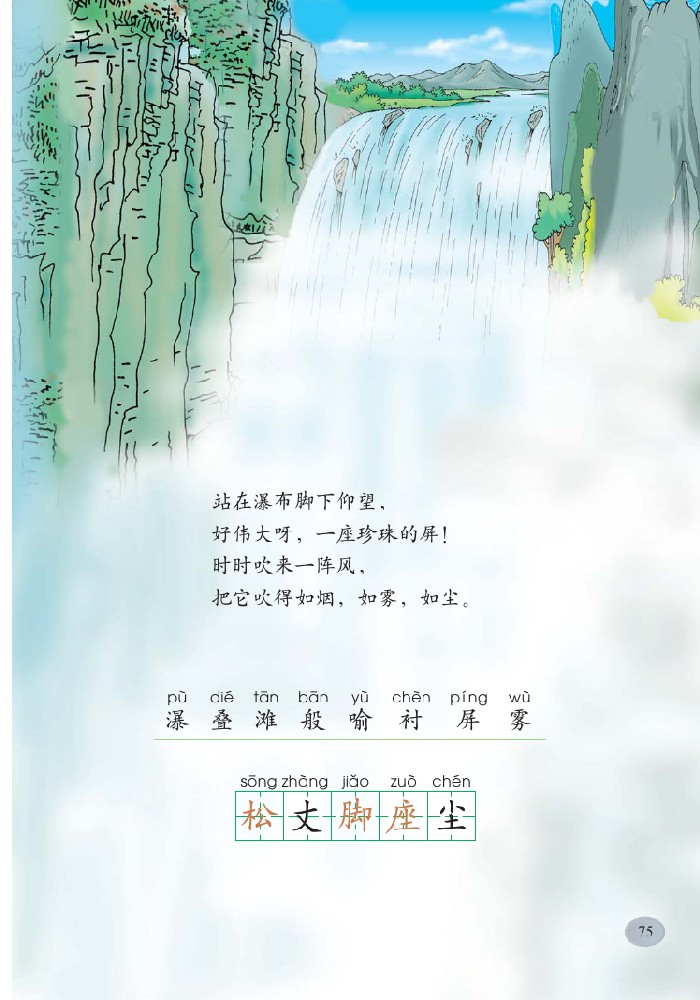 站在瀑布脚下仰望，
好伟大呀，一座珍珠的屏！
时时吹来一阵风，
把它吹得如烟，如雾，如尘。
pù dié tān bān yù chèn píng wù
瀑 叠 滩 般 喻 衬 屏 雾
sōng zhàng jiǎo zuò chén
松 丈 脚 座 尘
75